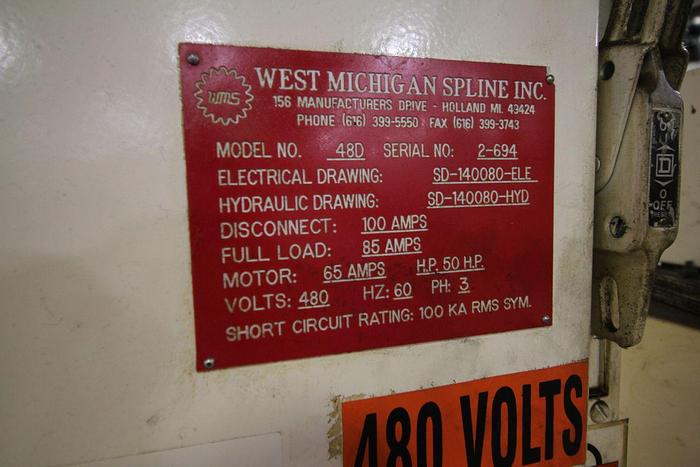 WMS
WEST MICHIGAN SPLINE INC.
156 MANUFACTURERS DRIVE - HOLLAND MI. 49424
PHONE (616) 399-5550 FAX (616) 399-3743
MODEL NO. 48D SERIAL NO: 2-694
ELECTRICAL DRAWING: SD-140080-ELE
HYDRAULIC DRAWING: SD-140080-HYD
DISCONNECT: 100 AMPS
FULL LOAD: 85 AMPS
MOTOR: 65 AMPS H.P. 50 H.P.
VOLTS: 480 HZ: 60 PH: 3
SHORT CIRCUIT RATING: 100 KA RMS SYM.
480 VOLTS
D
O
OFF